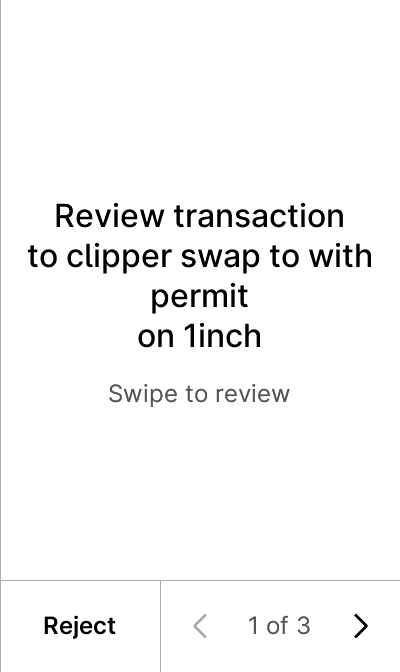 Review transaction
to clipper swap to with
permit
on 1inch
Swipe to review
Reject
1 of 3